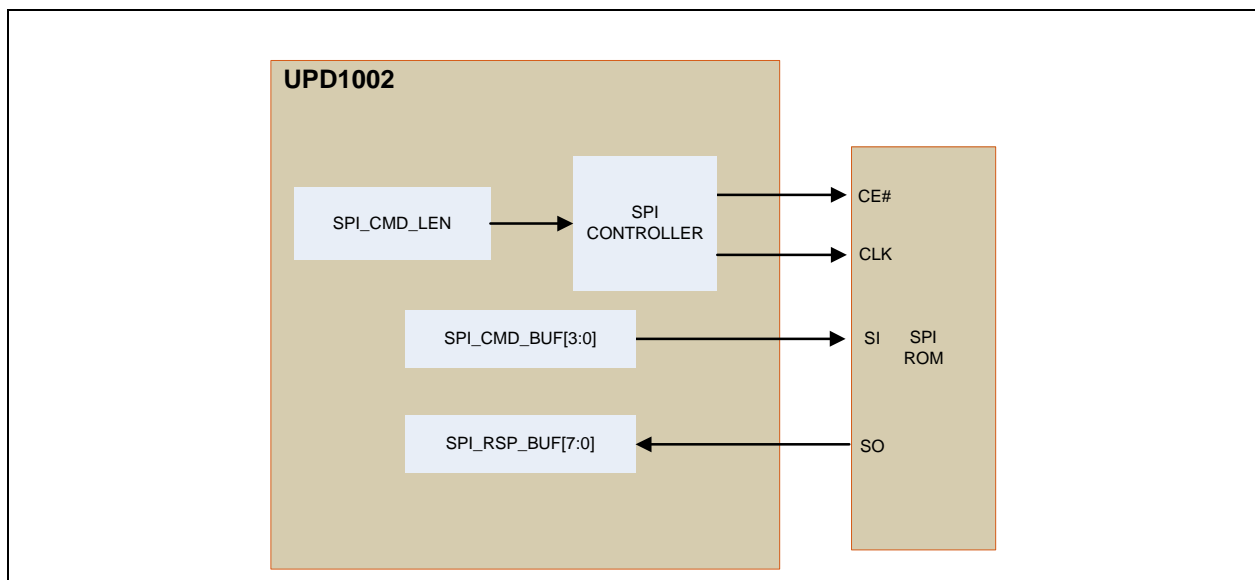 UPD1002
SPI_CMD_LEN
SPI
CONTROLLER
CE#
CLK
SPI_CMD_BUF[3:0]
SI
SPI
ROM
SPI_RSP_BUF[7:0]
SO